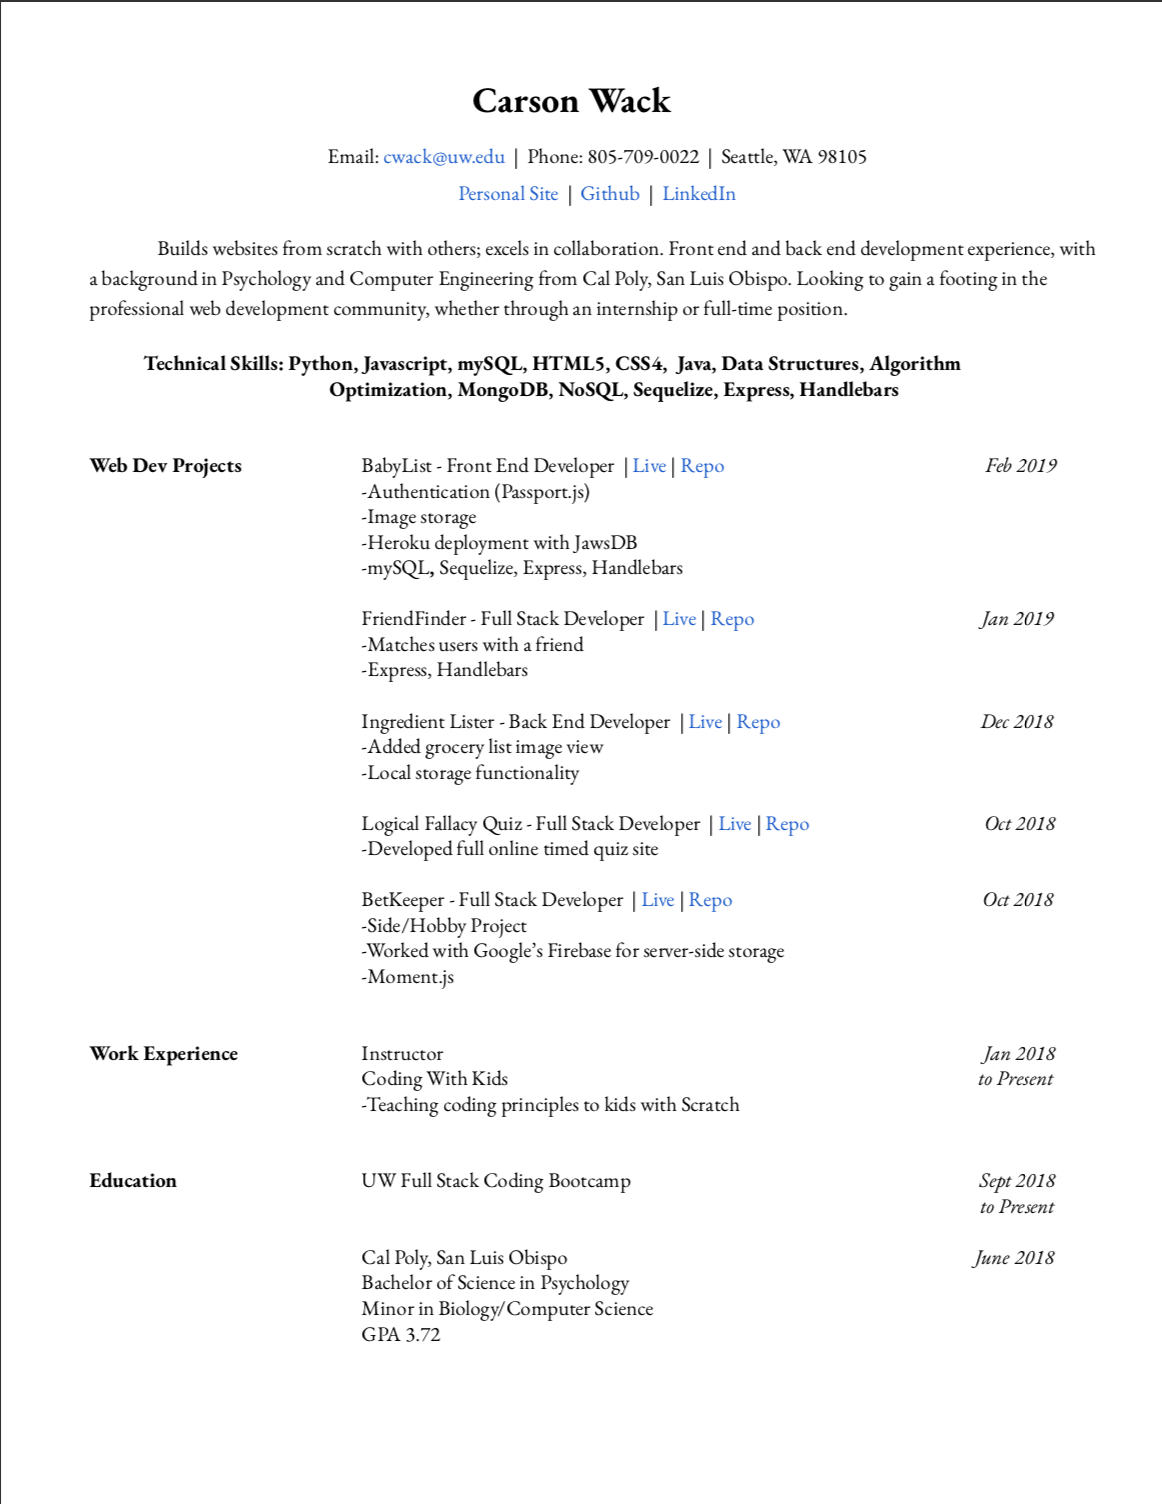 Carson Wack
Email: cwack@uw.edu | Phone: 805-709-0022 | Seattle, WA 98105
Personal Site | Github | LinkedIn
Builds websites from scratch with others; excels in collaboration. Front end and back end development experience, with
a background in Psychology and Computer Engineering from Cal Poly, San Luis Obispo. Looking to gain a footing in the
professional web development community, whether through an internship or full-time position.
Technical Skills: Python, Javascript, mySQL, HTML5, CSS4, Java, Data Structures, Algorithm
Optimization, MongoDB, NoSQL, Sequelize, Express, Handlebars
Web Dev Projects BabyList - Front End Developer | Live | Repo Feb 2019
-Authentication (Passport.js)
-Image storage
-Heroku deployment with JawsDB
-mySQL, Sequelize, Express, Handlebars
FriendFinder - Full Stack Developer | Live | Repo Jan 2019
-Matches users with a friend
-Express, Handlebars
Ingredient Lister - Back End Developer | Live | Repo Dec 2018
-Added grocery list image view
-Local storage functionality
Logical Fallacy Quiz - Full Stack Developer | Live | Repo Oct 2018
-Developed full online timed quiz site
BetKeeper - Full Stack Developer | Live | Repo Oct 2018
-Side/Hobby Project
-Worked with Google’s Firebase for server-side storage
-Moment.js
Work Experience Instructor Jan 2018
Coding With Kids to Present
-Teaching coding principles to kids with Scratch
Education UW Full Stack Coding Bootcamp Sept 2018
to Present
Cal Poly, San Luis Obispo June 2018
Bachelor of Science in Psychology
Minor in Biology/Computer Science
GPA 3.72